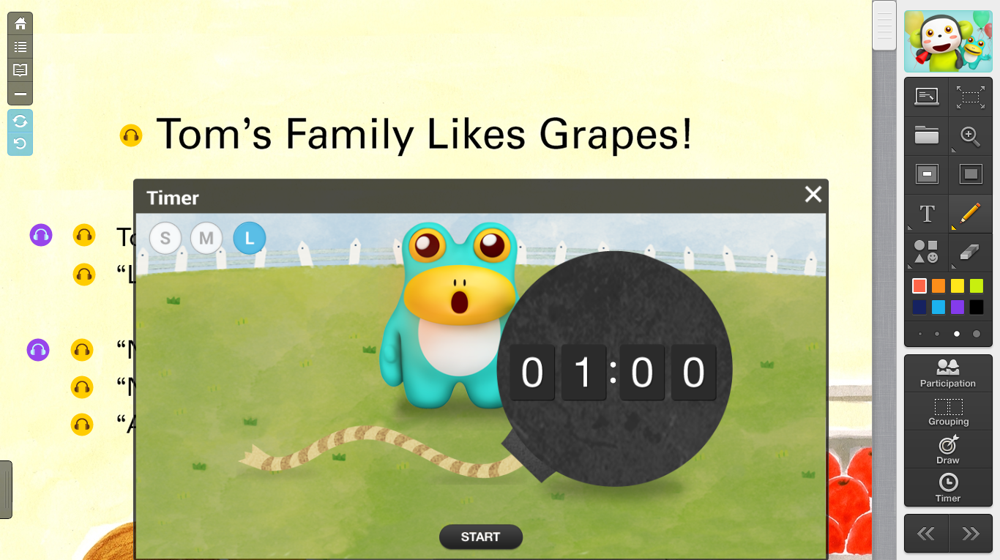 Tom’s Family Likes Grapes!
Timer
S M L
“L
“N
“N
“A
01:00
START
T
Participation
Grouping
Draw
Timer